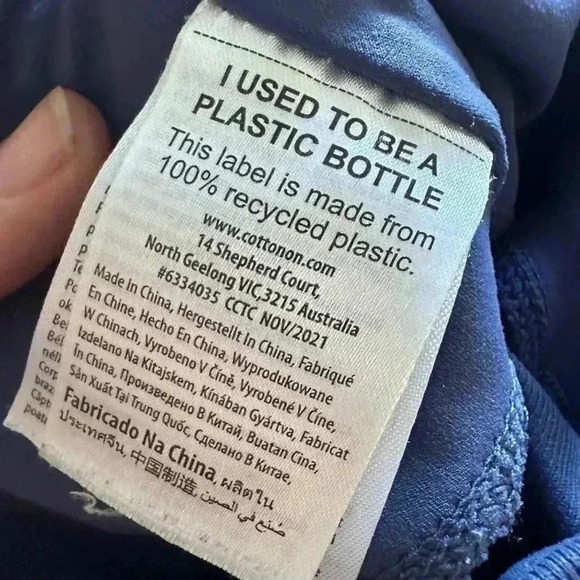 I USED TO BE A
PLASTIC BOTTLE
This label is made from
100% recycled plastic.
www.cottonon.com
14 Shepherd Court,
North Geelong VIC,3215 Australia
#6334035 CCTC NOV/2021
Made In China, Hergestellt In China, Fabriqué
En Chine, Hecho En China, Wyprodukowane
W Chinach, Vyrobeno V Číně, Vyrobené V Číne,
Izdelano Na Kitajskem, Kínában Gyártva, Fabricat
În China, Произведено В Китай, Buatan Cina,
Sản Xuất Tại Trung Quốc, Сделано В Китае,
Fabricado Na China, ผลิตใน
ประเทศจีน, 中国制造, صنع في الصين